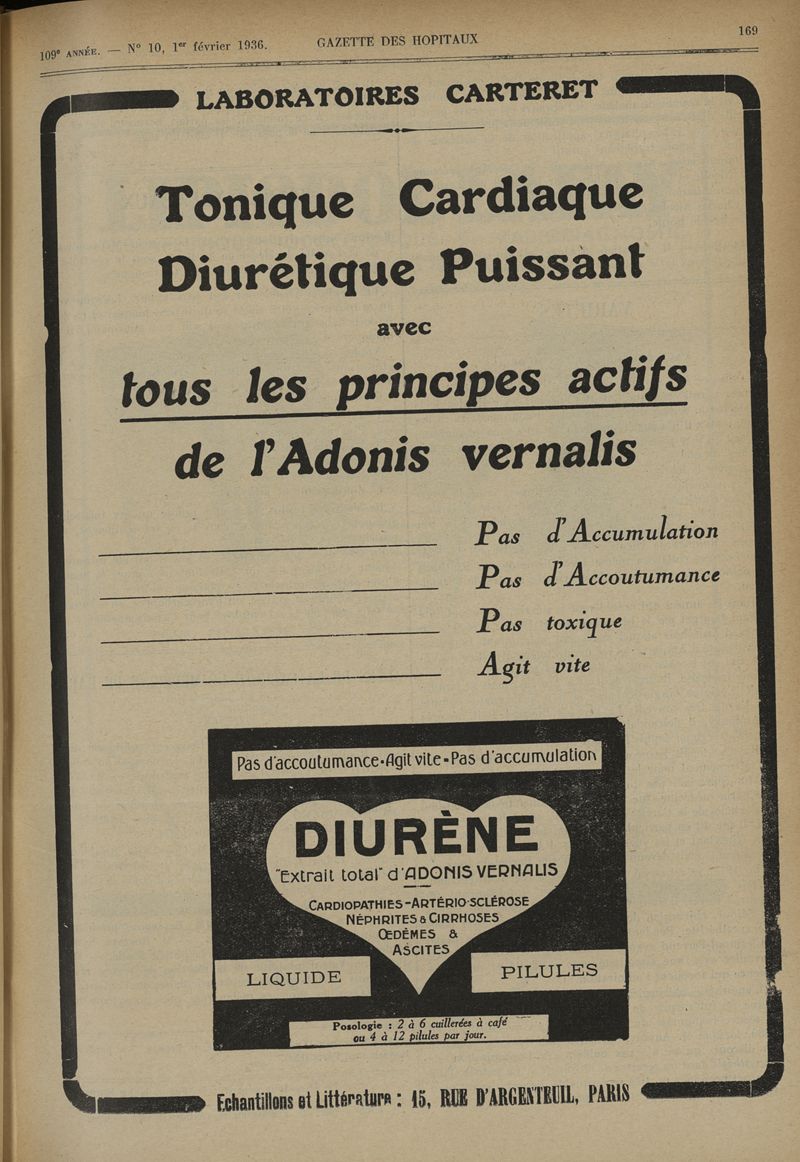 109e ANNÉE. — N° 10, 1er février 1936. GAZETTE DES HOPITAUX 169
LABORATOIRES CARTERET
Tonique Cardiaque
Diurétique Puissant
avec
tous les principes actifs
de l'Adonis vernalis
Pas d'Accumulation
Pas d'Accoutumance
Pas toxique
Agit vite
Pas d'accoutumance-Agit vite-Pas d'accumulation
DIURÈNE
"Extrait total" d'ADONIS VERNALIS
CARDIOPATHIES-ARTÉRIO-SCLÉROSE
NÉPHRITES & CIRRHOSES
ŒDÈMES &
ASCITES
LIQUIDE
PILULES
Posologie : 2 à 6 cuillerées à café
ou 4 à 12 pilules par jour.
Echantillons et Littérature : 15, RUE D'ARGENTEUIL, PARIS